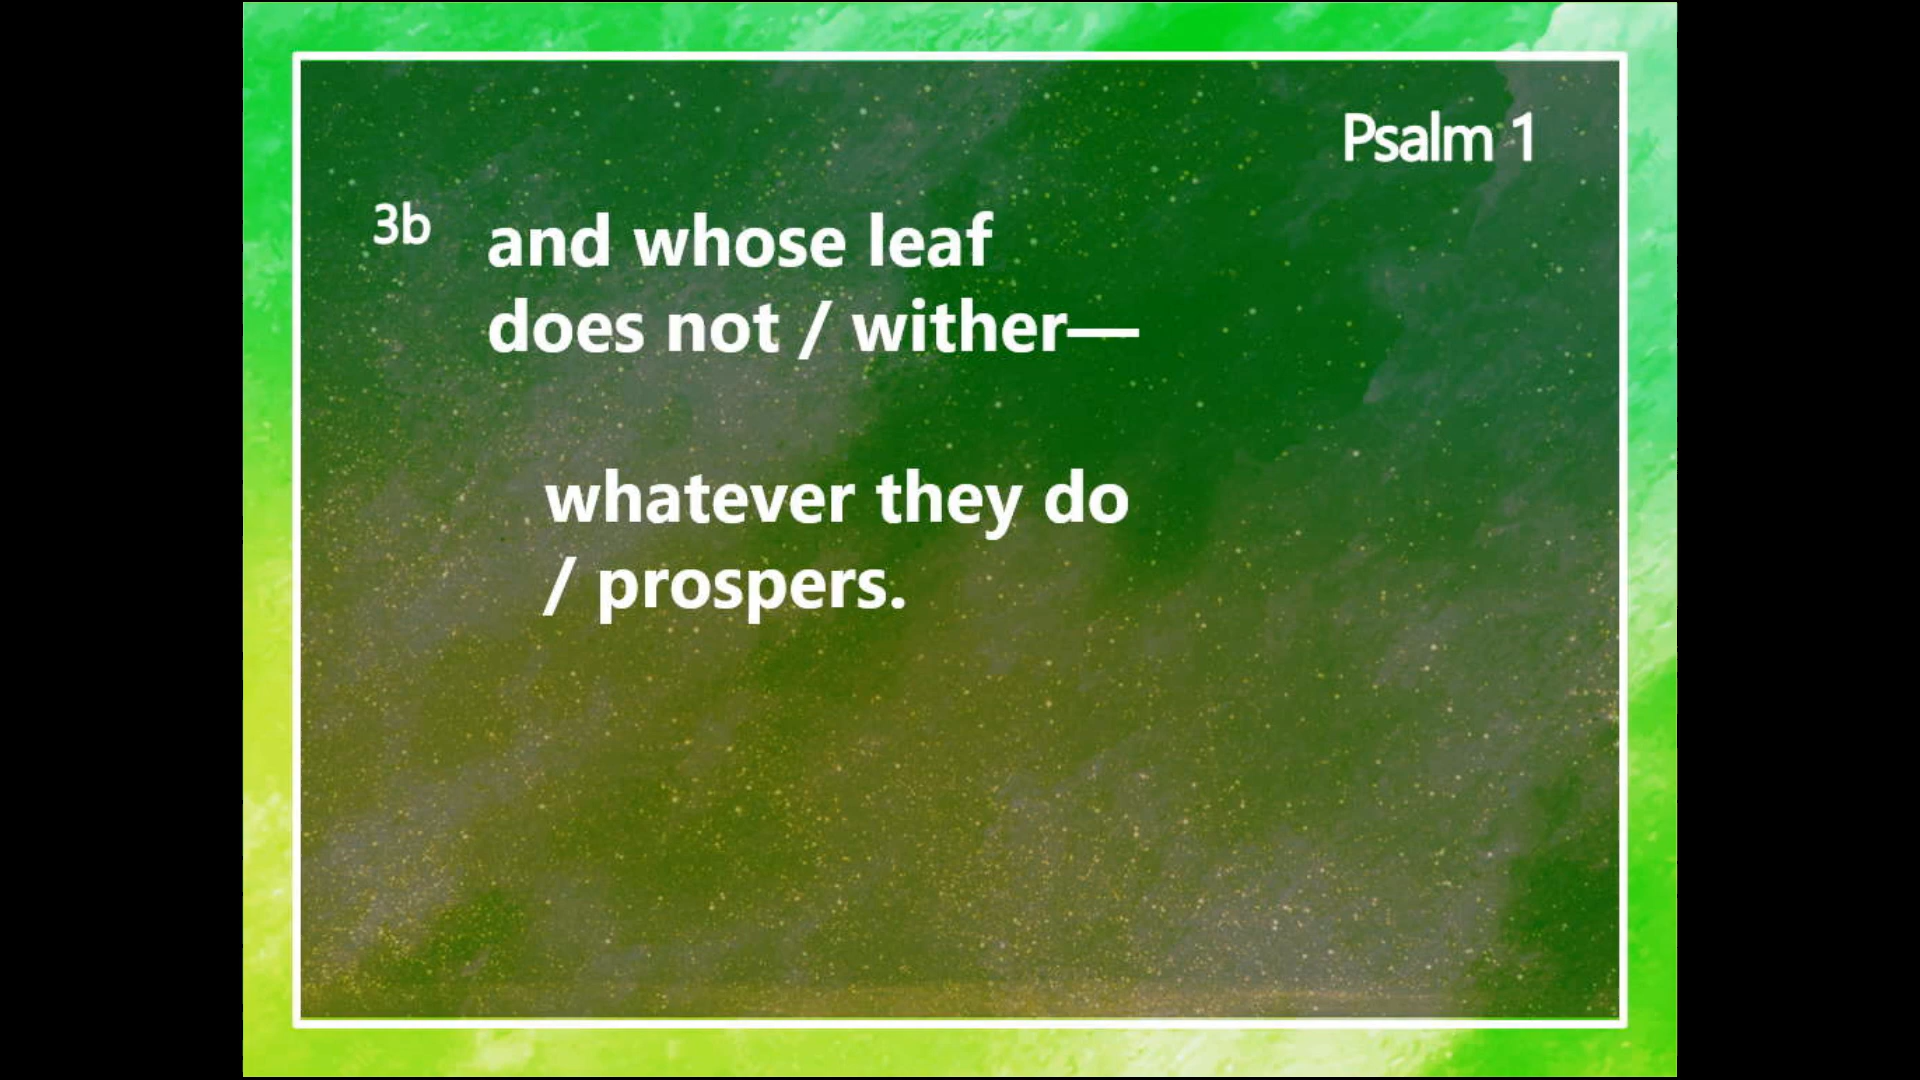 Psalm 1
3b and whose leaf
does not / wither—
whatever they do
/ prospers.